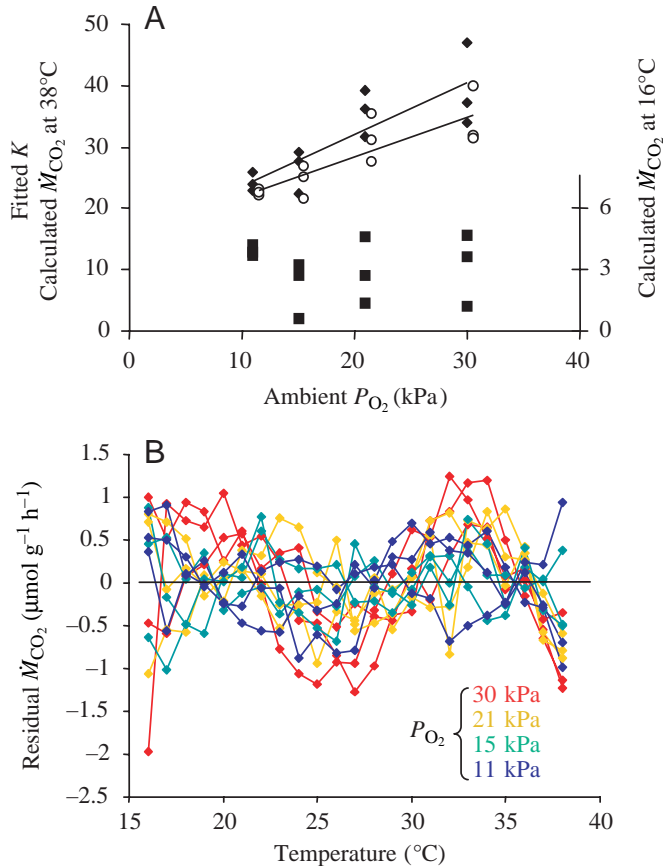 A
50
40
30
20
10
0
Fitted K
Calculated ṀCO2 at 38°C
6
3
0
Calculated ṀCO2 at 16°C
0 10 20 30 40
Ambient PO2 (kPa)
B
1.5
1
0.5
0
–0.5
–1
–1.5
–2
–2.5
Residual ṀCO2 (μmol g–1 h–1)
PO2
30 kPa
21 kPa
15 kPa
11 kPa
15 20 25 30 35 40
Temperature (°C)